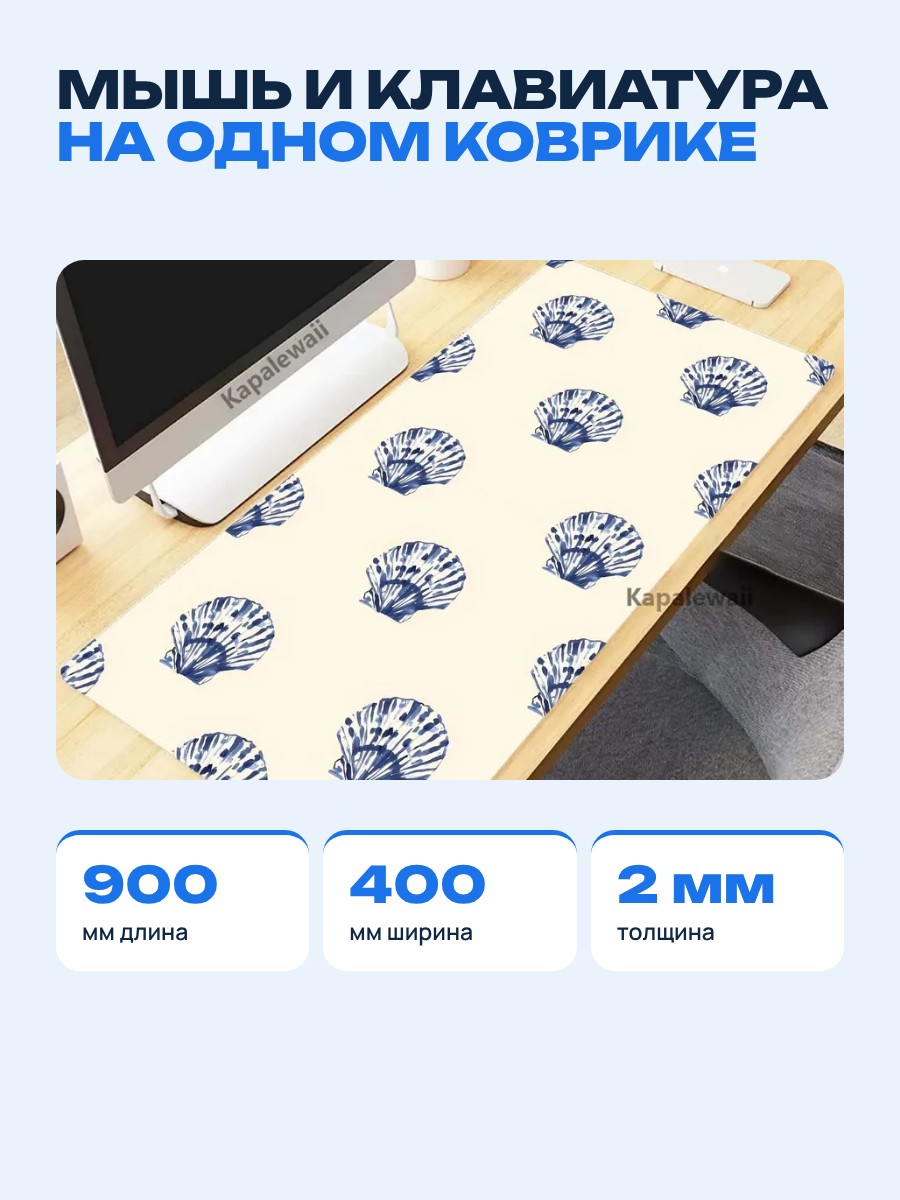 МЫШЬ И КЛАВИАТУРА
НА ОДНОМ КОВРИКЕ
Kapalewaii
Kapalewaii
900
мм длина
400
мм ширина
2 мм
толщина